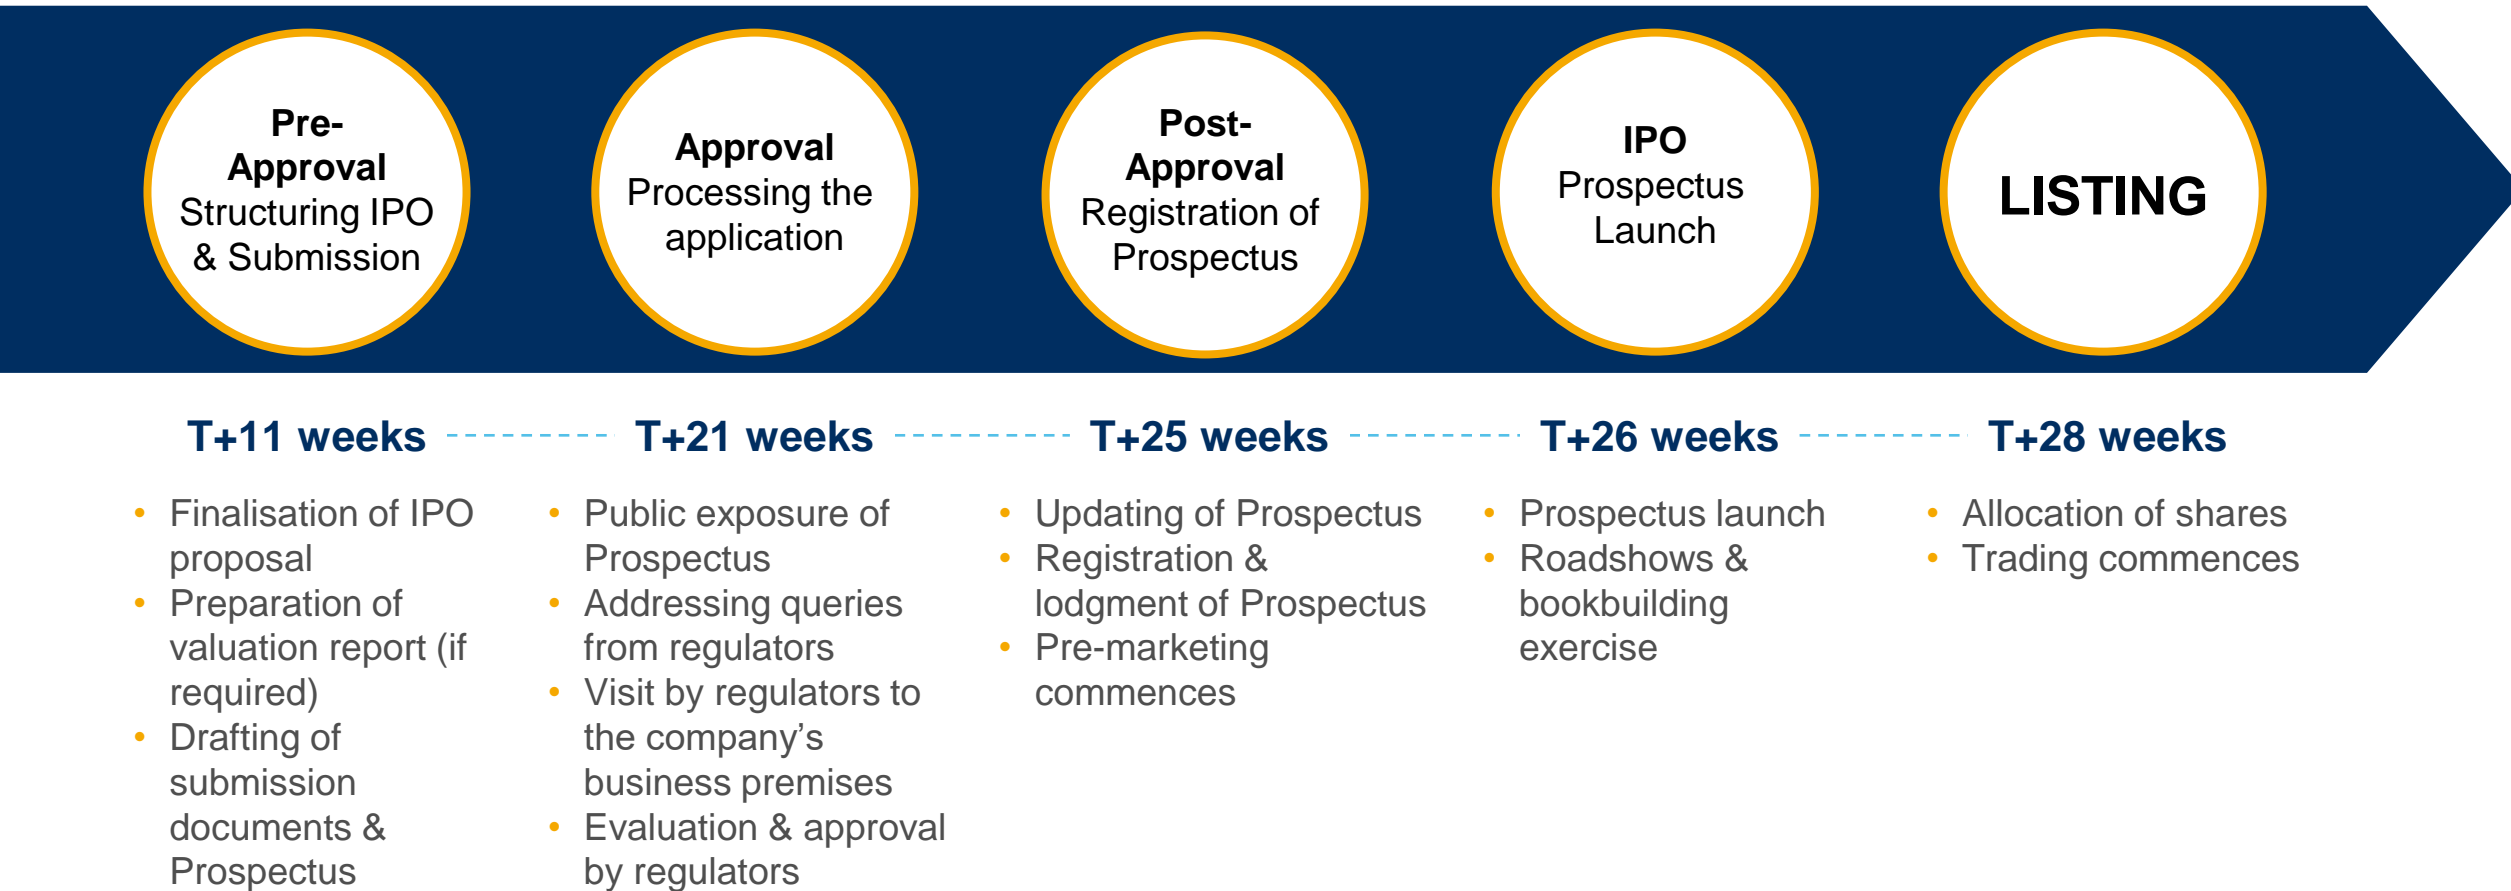 Pre-
Approval
Structuring IPO
& Submission
Approval
Processing the
application
Post-
Approval
Registration of
Prospectus
IPO
Prospectus
Launch
LISTING
T+11 weeks
T+21 weeks
T+25 weeks
T+26 weeks
T+28 weeks
• Finalisation of IPO
proposal
• Preparation of
valuation report (if
required)
• Drafting of
submission
documents &
Prospectus
• Public exposure of
Prospectus
• Addressing queries
from regulators
• Visit by regulators to
the company’s
business premises
• Evaluation & approval
by regulators
• Updating of Prospectus
• Registration &
lodgment of Prospectus
• Pre-marketing
commences
• Prospectus launch
• Roadshows &
bookbuilding
exercise
• Allocation of shares
• Trading commences